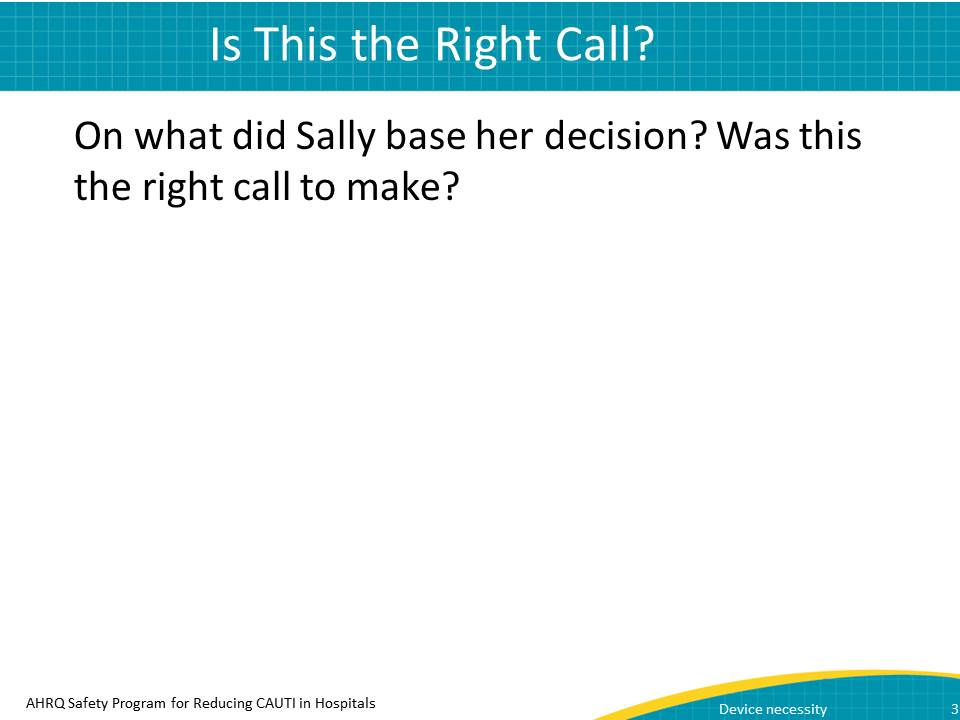 Is This the Right Call?
On what did Sally base her decision? Was this
the right call to make?
AHRQ Safety Program for Reducing CAUTI in Hospitals
Device necessity
3